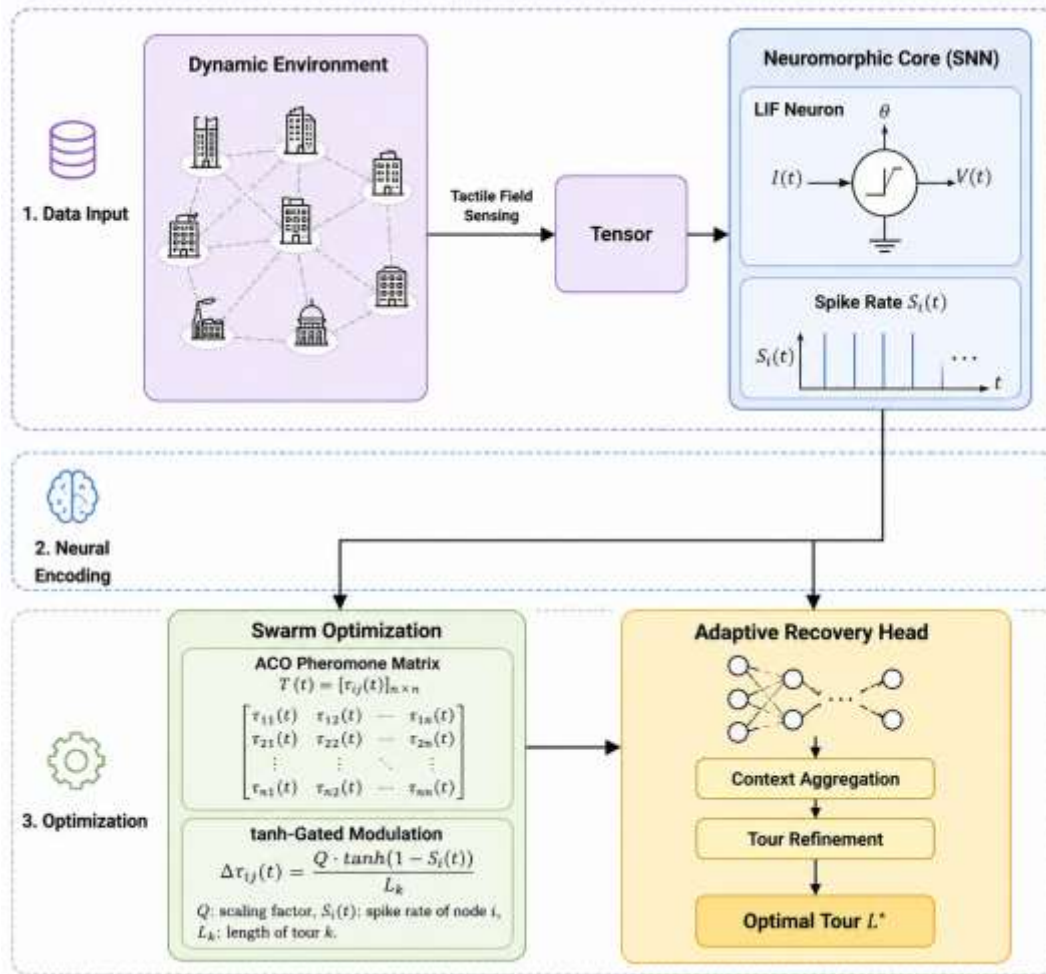 Dynamic Environment
1. Data Input
Tactile Field
Sensing
Tensor
Neuromorphic Core (SNN)
LIF Neuron
θ
I(t)
V(t)
Spike Rate S_i(t)
S_i(t)
...
t
2. Neural
Encoding
3. Optimization
Swarm Optimization
ACO Pheromone Matrix
T(t) = [τ_ij(t)]_n×n
τ_11(t) τ_12(t) ⋯ τ_1n(t)
τ_21(t) τ_22(t) ⋯ τ_2n(t)
⋮ ⋮ ⋱ ⋮
τ_n1(t) τ_n2(t) ⋯ τ_nn(t)
tanh-Gated Modulation
Δτ_ij(t) = Q · tanh(1 − S_i(t)) / L_k
Q: scaling factor, S_i(t): spike rate of node i,
L_k: length of tour k.
Adaptive Recovery Head
...
Context Aggregation
Tour Refinement
Optimal Tour L*